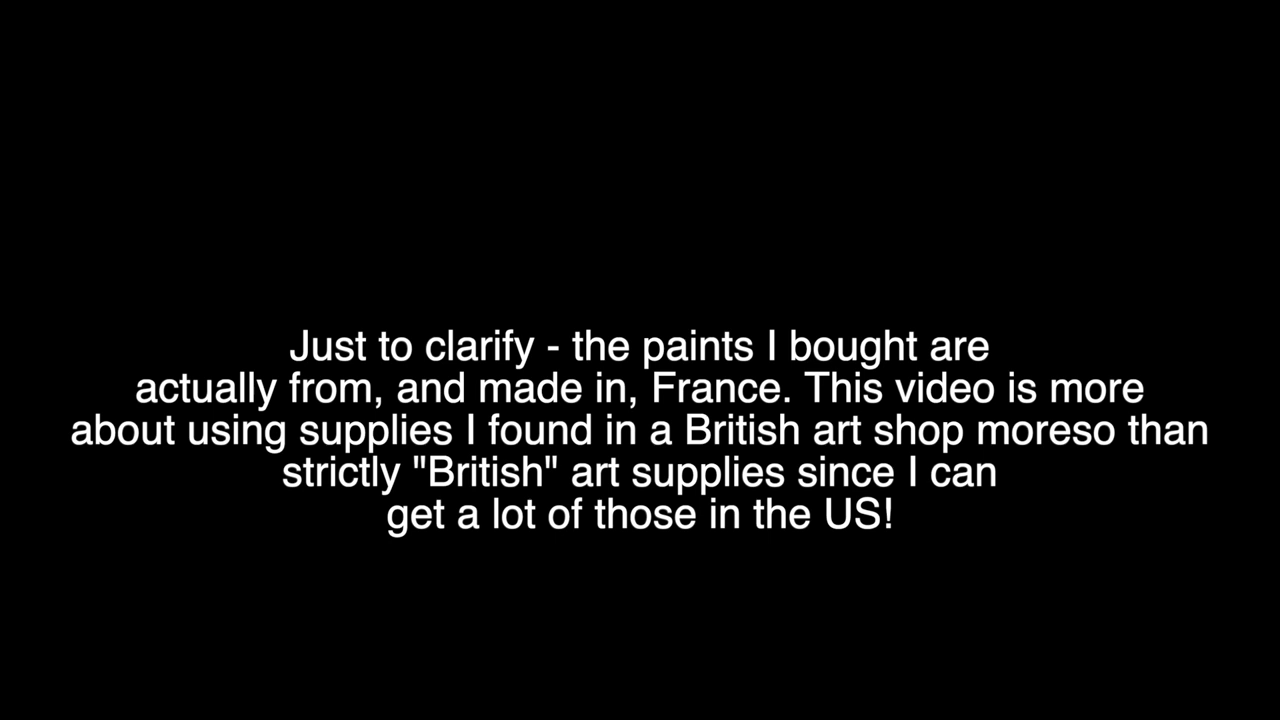 Just to clarify - the paints I bought are
actually from, and made in, France. This video is more
about using supplies I found in a British art shop moreso than
strictly "British" art supplies since I can
get a lot of those in the US!